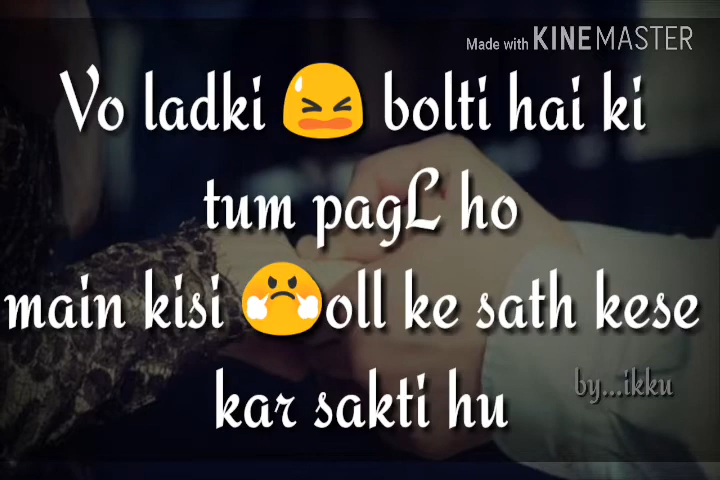 Made with KINEMASTER
Vo ladki 😫 bolti hai ki
tum pagL ho
main kisi 😤oll ke sath kese
kar sakti hu
by...ikku